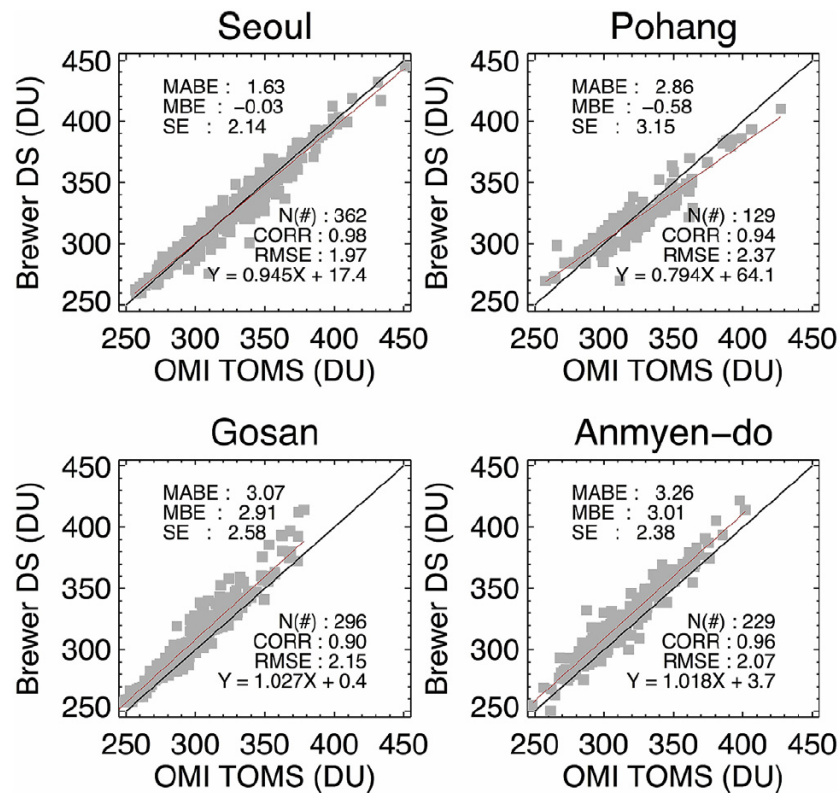 Seoul
450
400
350
300
250
Brewer DS (DU)
MABE : 1.63
MBE : −0.03
SE : 2.14
N(#) : 362
CORR : 0.98
RMSE : 1.97
Y = 0.945X + 17.4
250 300 350 400 450
OMI TOMS (DU)
Pohang
450
400
350
300
250
Brewer DS (DU)
MABE : 2.86
MBE : −0.58
SE : 3.15
N(#) : 129
CORR : 0.94
RMSE : 2.37
Y = 0.794X + 64.1
250 300 350 400 450
OMI TOMS (DU)
Gosan
450
400
350
300
250
Brewer DS (DU)
MABE : 3.07
MBE : 2.91
SE : 2.58
N(#) : 296
CORR : 0.90
RMSE : 2.15
Y = 1.027X + 0.4
250 300 350 400 450
OMI TOMS (DU)
Anmyen−do
450
400
350
300
250
Brewer DS (DU)
MABE : 3.26
MBE : 3.01
SE : 2.38
N(#) : 229
CORR : 0.96
RMSE : 2.07
Y = 1.018X + 3.7
250 300 350 400 450
OMI TOMS (DU)